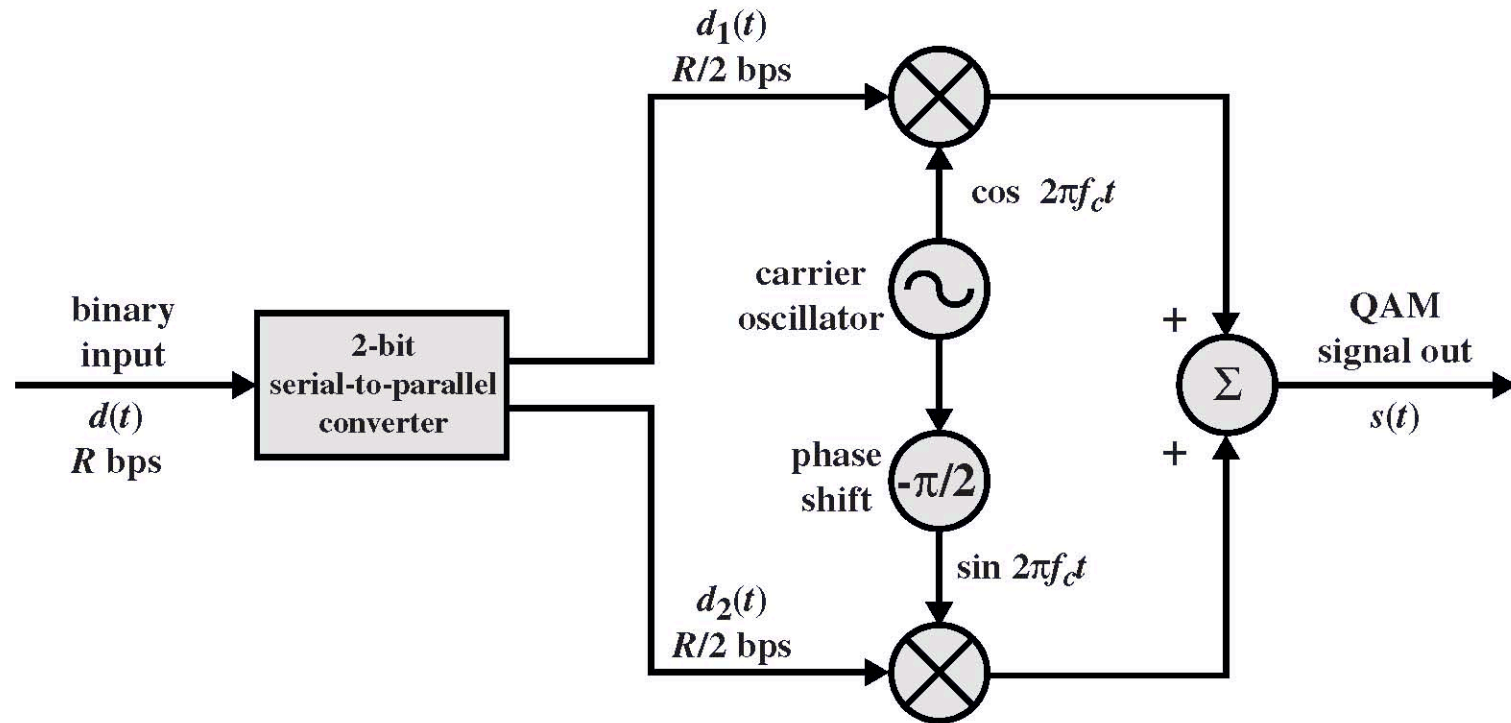 d1(t)
R/2 bps
cos 2πfct
carrier
oscillator
binary
input
d(t)
R bps
2-bit
serial-to-parallel
converter
+
Σ
+
QAM
signal out
s(t)
phase
shift
-π/2
sin 2πfct
d2(t)
R/2 bps